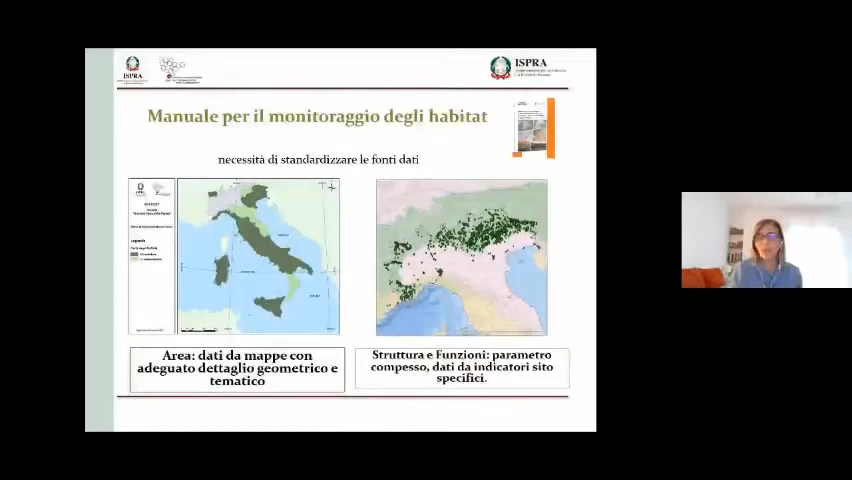 ISPRA
ISPRA
Manuale per il monitoraggio degli habitat
necessità di standardizzare le fonti dati
Area: dati da mappe con
adeguato dettaglio geometrico e
tematico
Struttura e Funzioni: parametro
compesso, dati da indicatori sito
specifici.